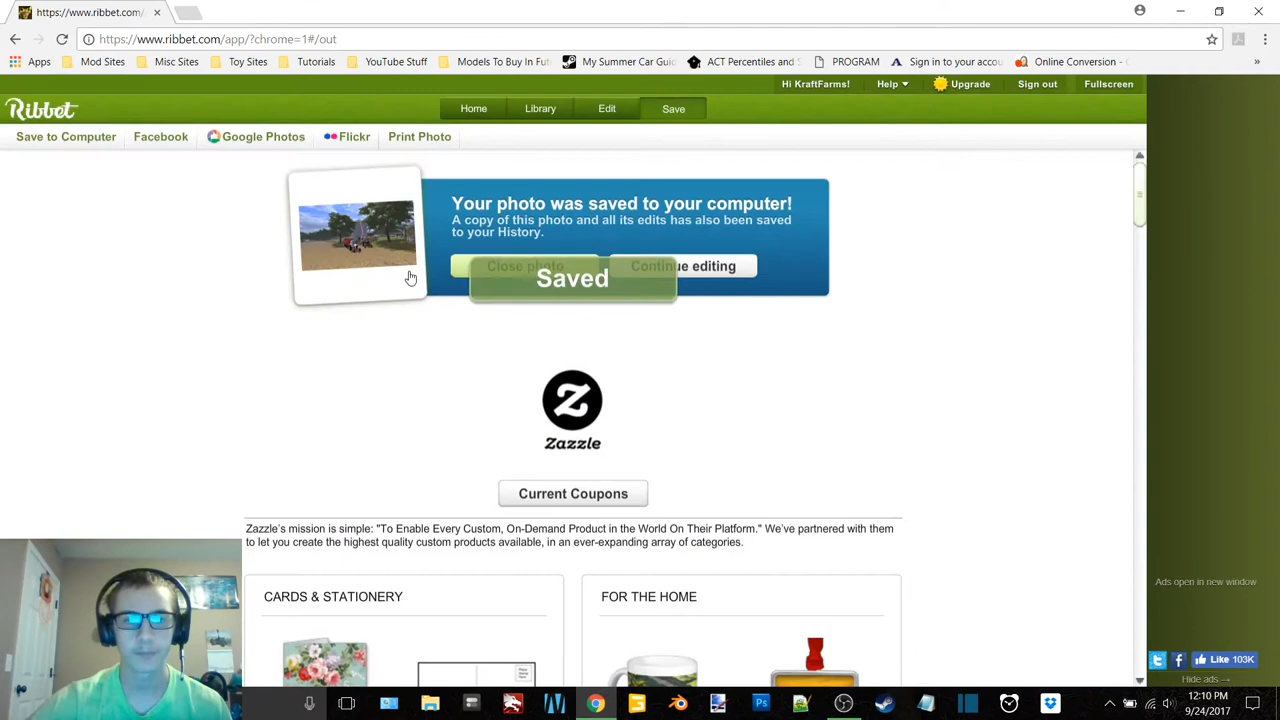 https://www.ribbet.com/
https://www.ribbet.com/app/?chrome=1#/out
Apps Mod Sites Misc Sites Toy Sites Tutorials YouTube Stuff Models To Buy In Fut My Summer Car Guid ACT Percentiles and S PROGRAM Sign in to your accou Online Conversion - »
Hi KraftFarms! Help Upgrade Sign out Fullscreen
Ribbet
Home Library Edit Save
Save to Computer Facebook Google Photos Flickr Print Photo
Your photo was saved to your computer!
A copy of this photo and all its edits has also been saved
to your History.
Close photo Continue editing
Saved
Z
Zazzle
Current Coupons
Zazzle's mission is simple: "To Enable Every Custom, On-Demand Product in the World On Their Platform." We've partnered with them
to let you create the highest quality custom products available, in an ever-expanding array of categories.
Ads open in new window
CARDS & STATIONERY FOR THE HOME
Like 103K
Hide ads →
12:10 PM
9/24/2017